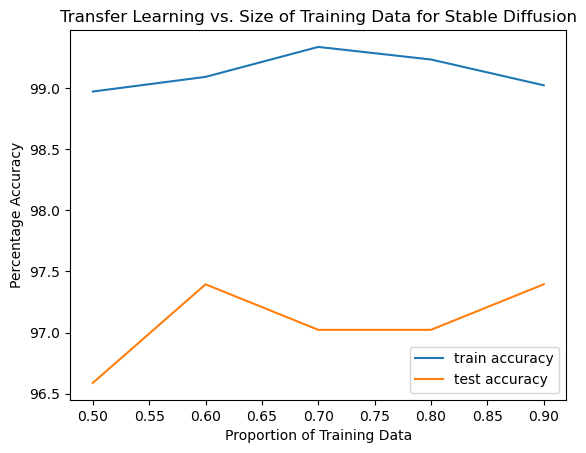 Transfer Learning vs. Size of Training Data for Stable Diffusion
Percentage Accuracy
99.0
98.5
98.0
97.5
97.0
96.5
train accuracy
test accuracy
0.50 0.55 0.60 0.65 0.70 0.75 0.80 0.85 0.90
Proportion of Training Data